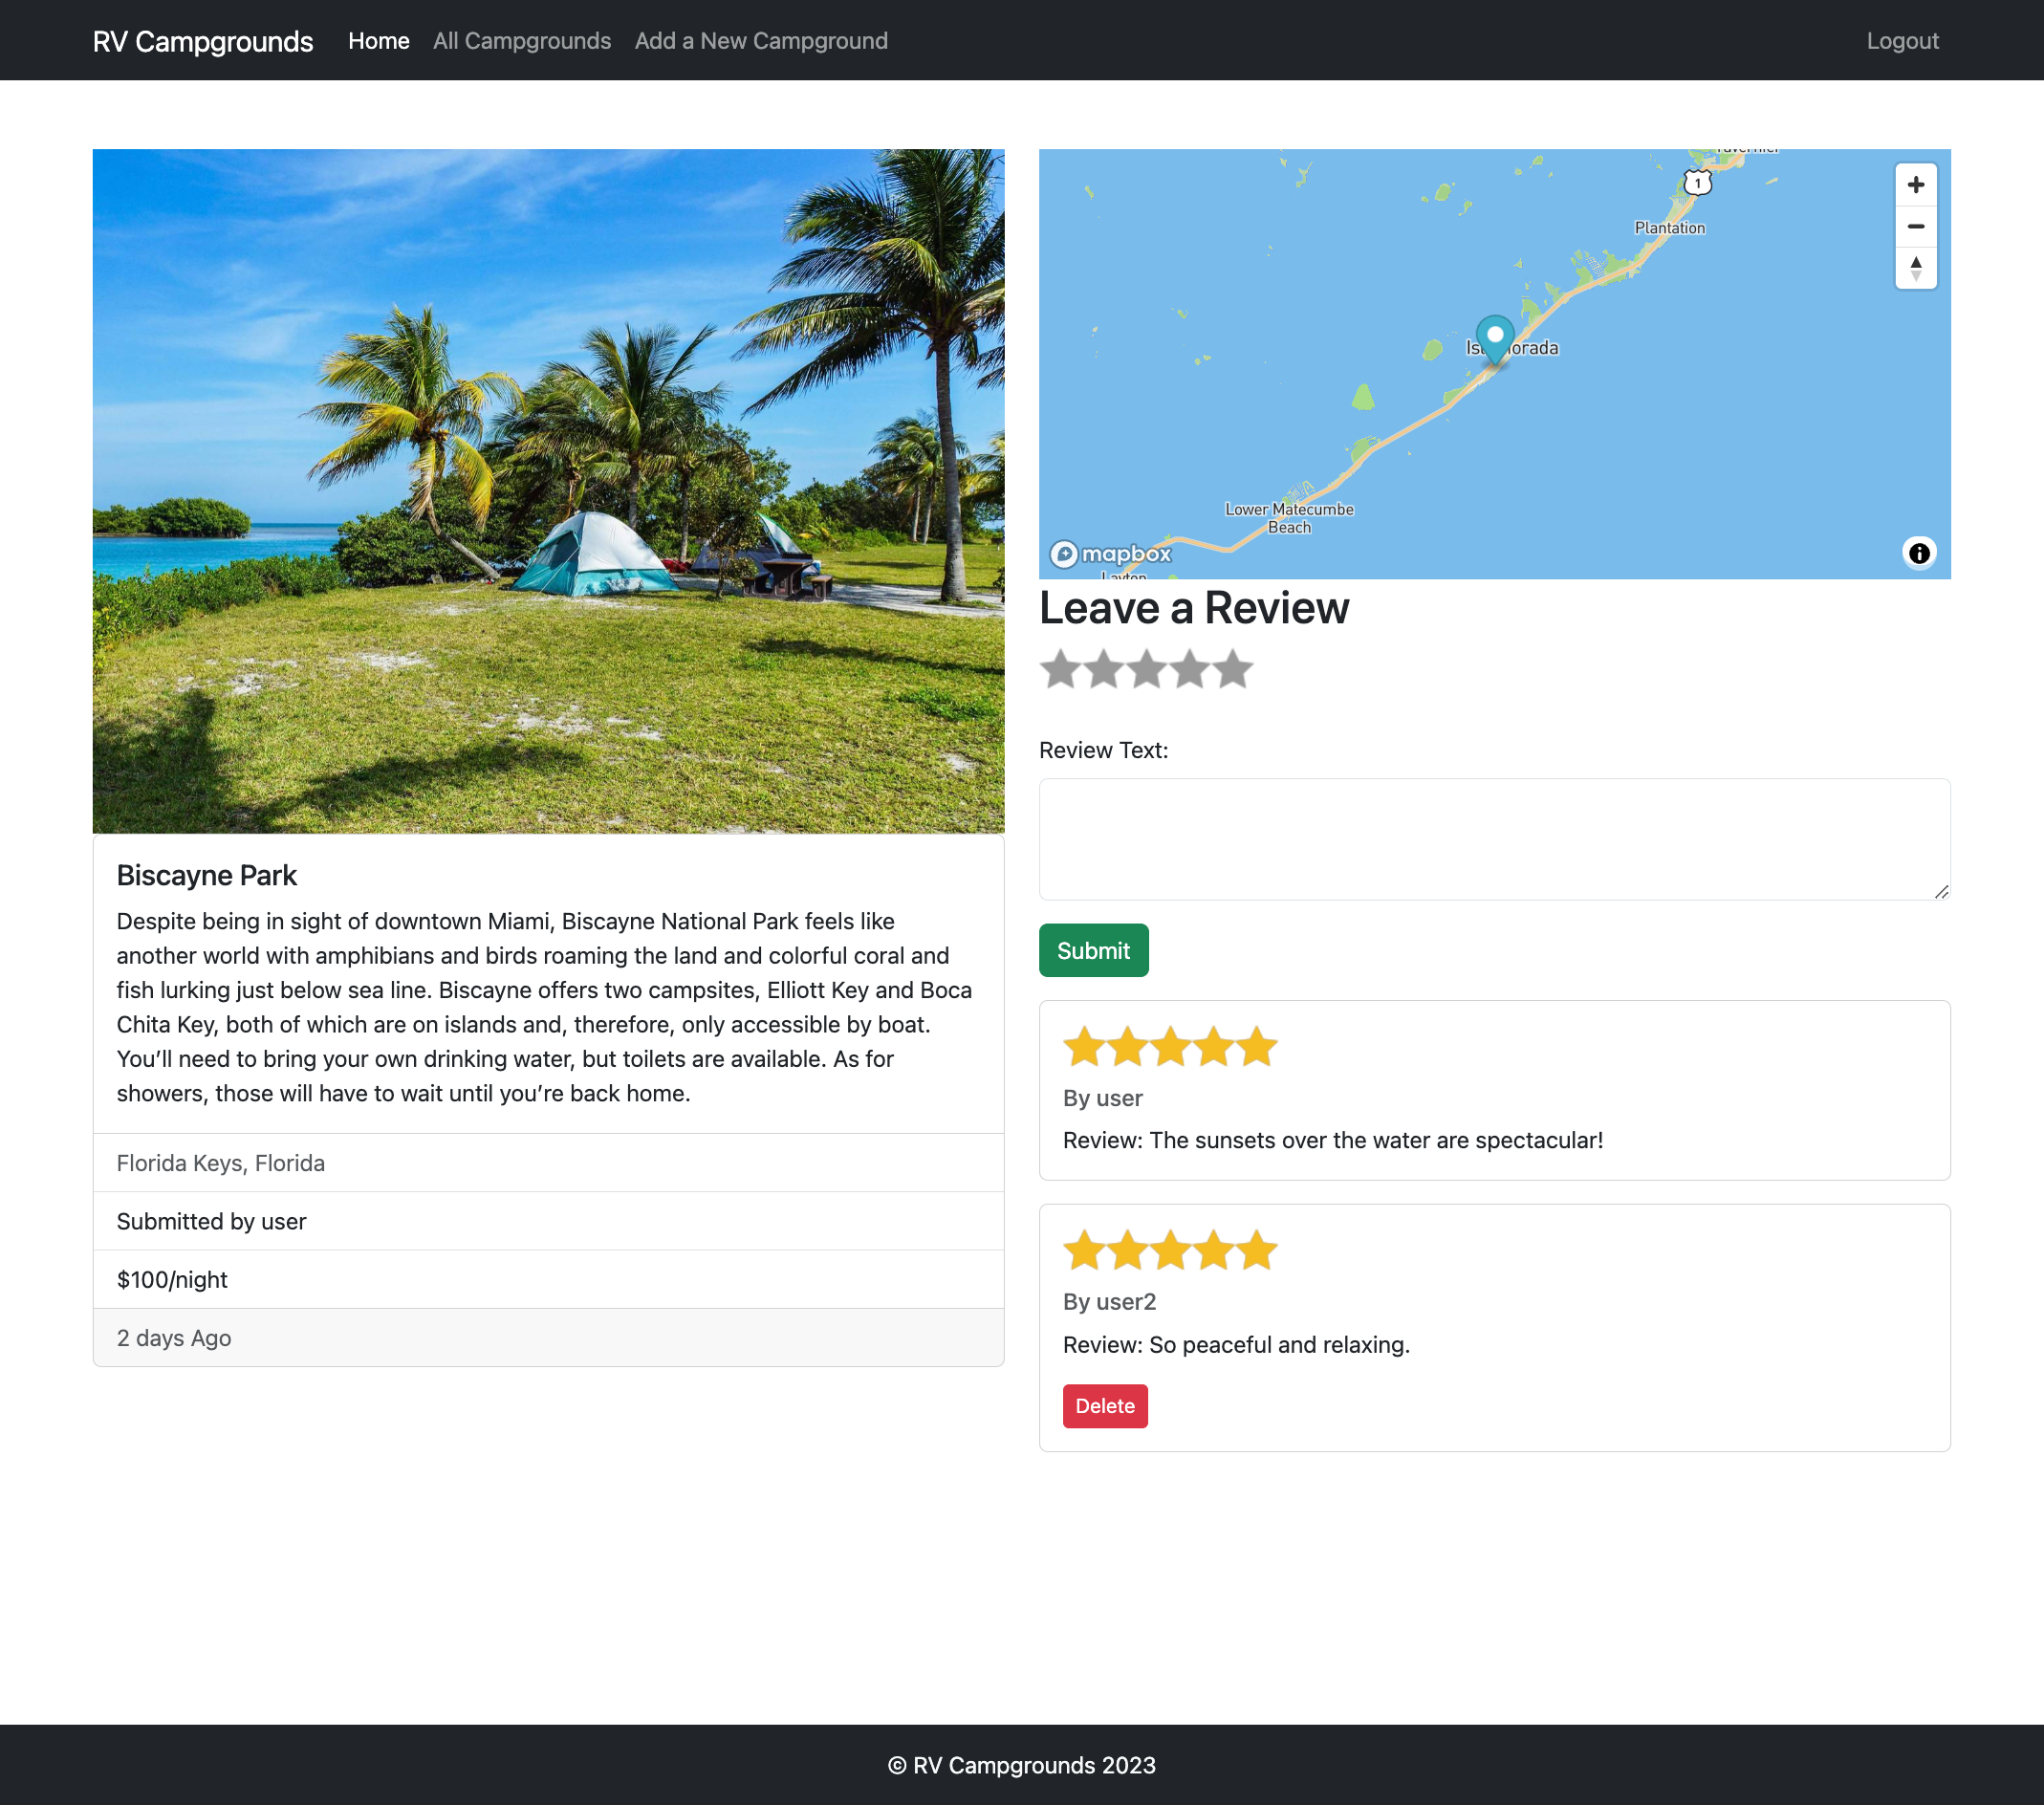 RV Campgrounds Home All Campgrounds Add a New Campground Logout
1
Plantation
Lower Matecumbe
Beach
mapbox
Biscayne Park
Despite being in sight of downtown Miami, Biscayne National Park feels like
another world with amphibians and birds roaming the land and colorful coral and
fish lurking just below sea line. Biscayne offers two campsites, Elliott Key and Boca
Chita Key, both of which are on islands and, therefore, only accessible by boat.
You’ll need to bring your own drinking water, but toilets are available. As for
showers, those will have to wait until you’re back home.
Florida Keys, Florida
Submitted by user
$100/night
2 days Ago
Leave a Review
Review Text:
Submit
By user
Review: The sunsets over the water are spectacular!
By user2
Review: So peaceful and relaxing.
Delete
© RV Campgrounds 2023